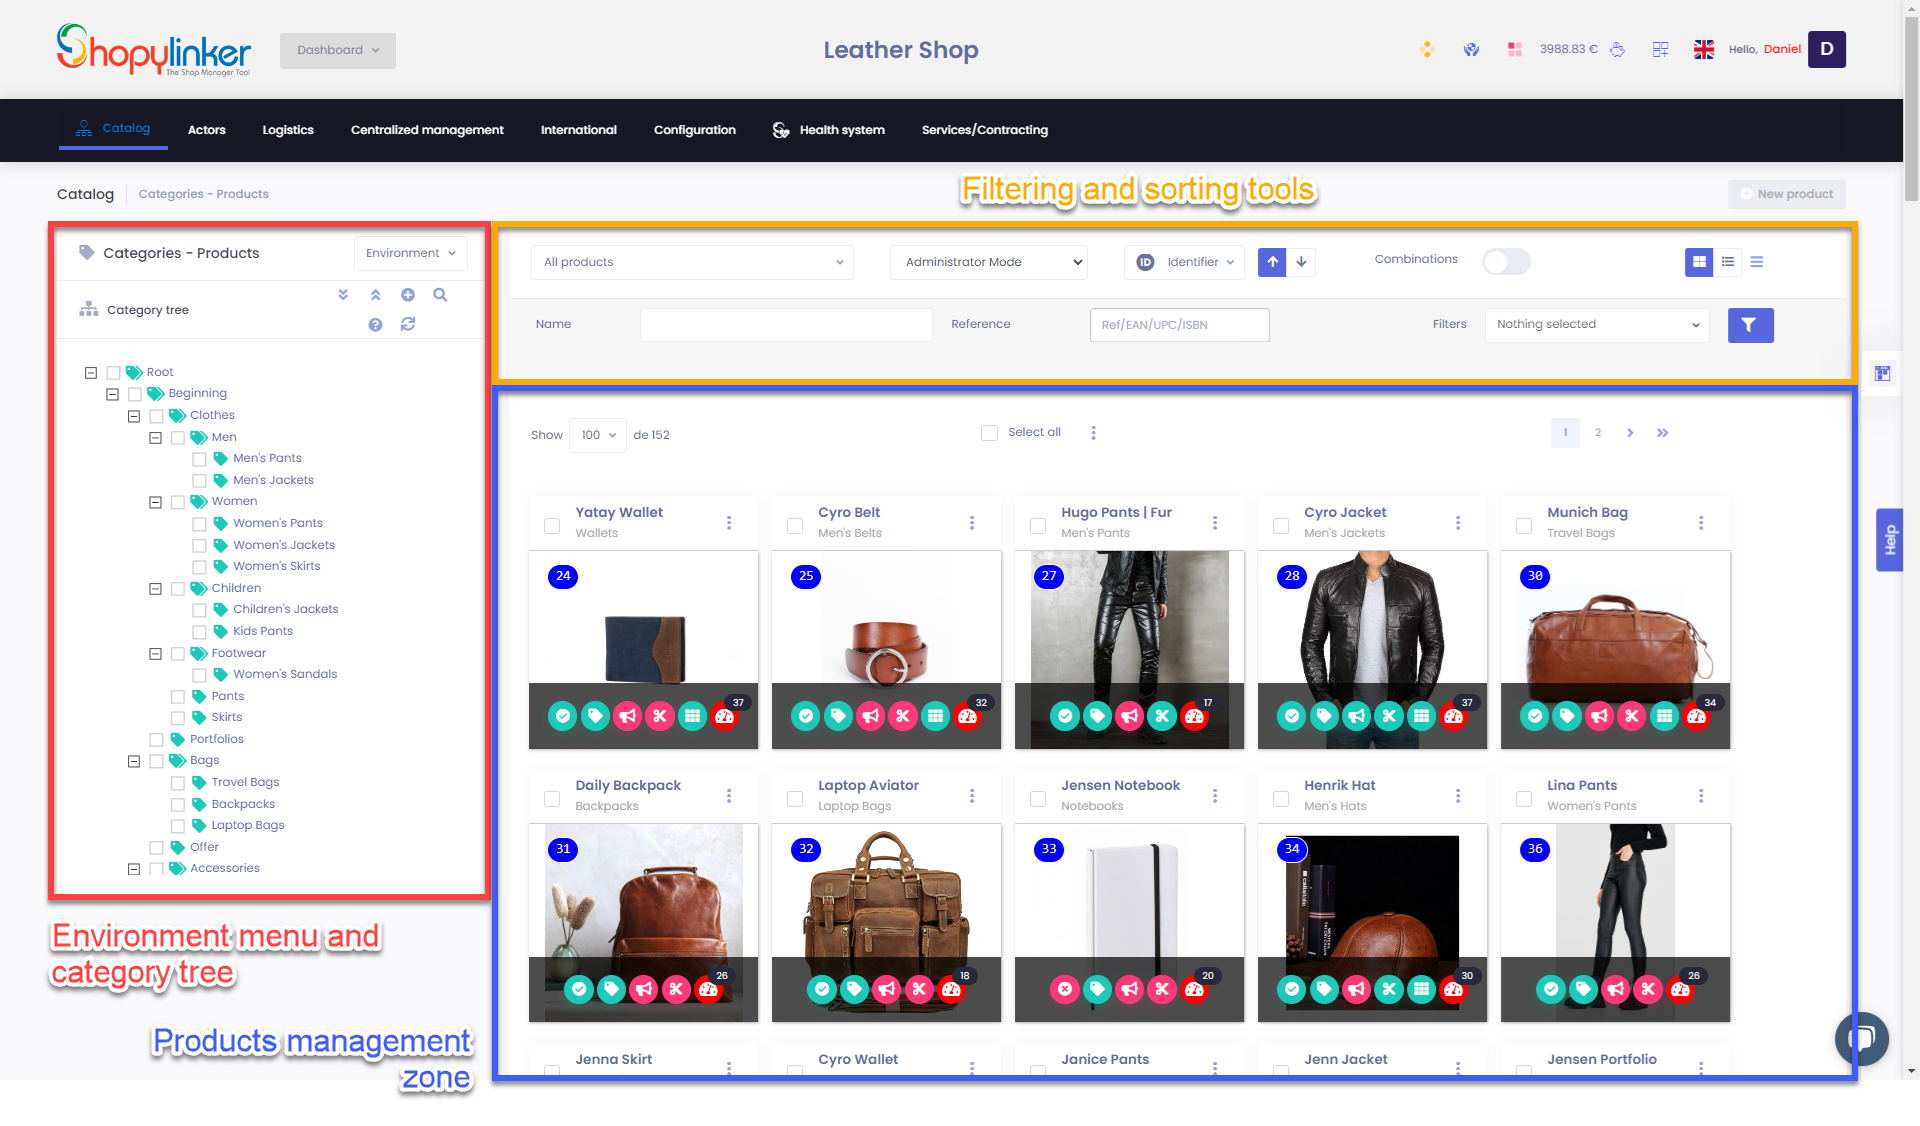 Shopylinker
The Shop Manager Tool
Dashboard
Leather Shop
3988.83 €
Hello, Daniel
D
Catalog
Actors
Logistics
Centralized management
International
Configuration
Health system
Services/Contracting
Catalog
Categories - Products
Filtering and sorting tools
New product
Categories - Products
Environment
Category tree
Root
Beginning
Clothes
Men
Men's Pants
Men's Jackets
Women
Women's Pants
Women's Jackets
Women's Skirts
Children
Children's Jackets
Kids Pants
Footwear
Women's Sandals
Pants
Skirts
Portfolios
Bags
Travel Bags
Backpacks
Laptop Bags
Offer
Accessories
Environment menu and
category tree
Products management
zone
All products
Administrator Mode
ID Identifier
Combinations
Name
Reference
Ref/EAN/UPC/ISBN
Filters
Nothing selected
Show 100 de 152
Select all
1
2
Help
Yatay Wallet
Wallets
24
37
Cyro Belt
Men's Belts
25
32
Hugo Pants | Fur
Men's Pants
27
17
Cyro Jacket
Men's Jackets
28
37
Munich Bag
Travel Bags
30
34
Daily Backpack
Backpacks
31
26
Laptop Aviator
Laptop Bags
32
18
Jensen Notebook
Notebooks
33
20
Henrik Hat
Men's Hats
34
30
Lina Pants
Women's Pants
36
26
Jenna Skirt
Cyro Wallet
Janice Pants
Jenn Jacket
Jensen Portfolio